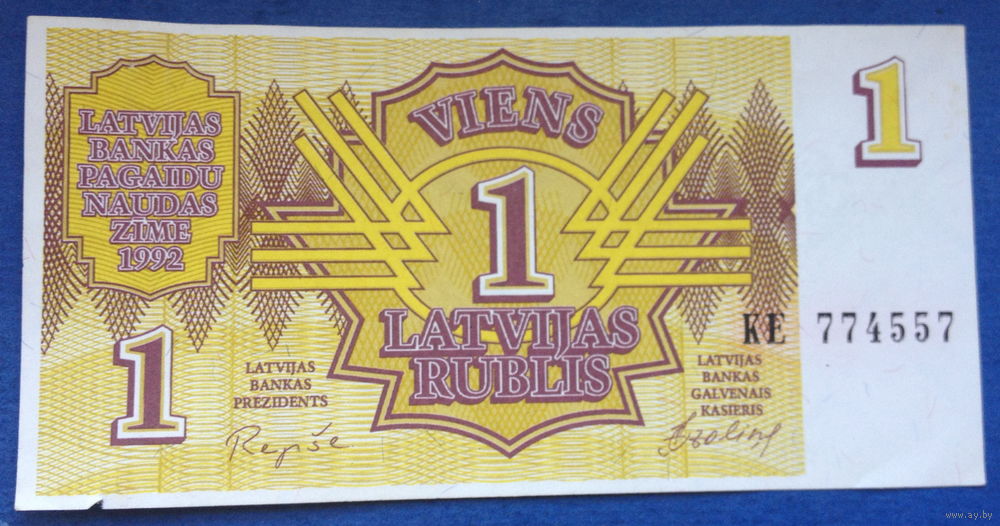 LATVIJAS
BANKAS
PAGAIDU
NAUDAS
ZĪME
1992
VIENS
1
LATVIJAS
RUBLIS
1
KE 774557
1
LATVIJAS
BANKAS
PREZIDENTS
Repše
LATVIJAS
BANKAS
GALVENAIS
KASIERIS
www.ay.by